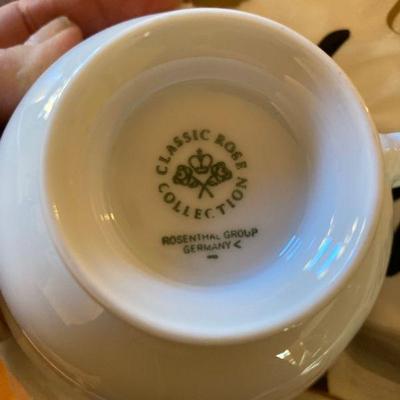 CLASSIC ROSE
COLLECTION
ROSENTHAL GROUP
GERMANY <